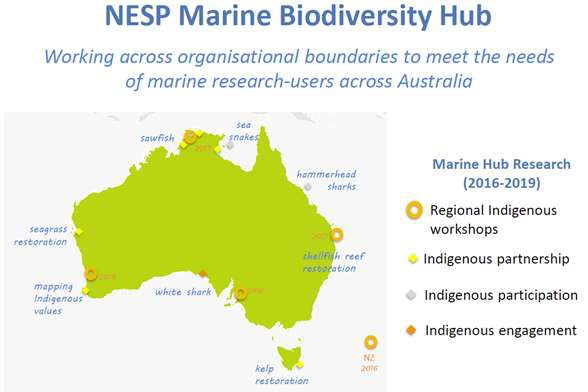 NESP Marine Biodiversity Hub
Working across organisational boundaries to meet the needs
of marine research-users across Australia
sea
snakes
sawfish
hammerhead
sharks
seagrass
restoration
shellfish reef
restoration
mapping
Indigenous
values
white shark
kelp
restoration
NZ
2016
Marine Hub Research
(2016-2019)
Regional Indigenous
workshops
Indigenous partnership
Indigenous participation
Indigenous engagement